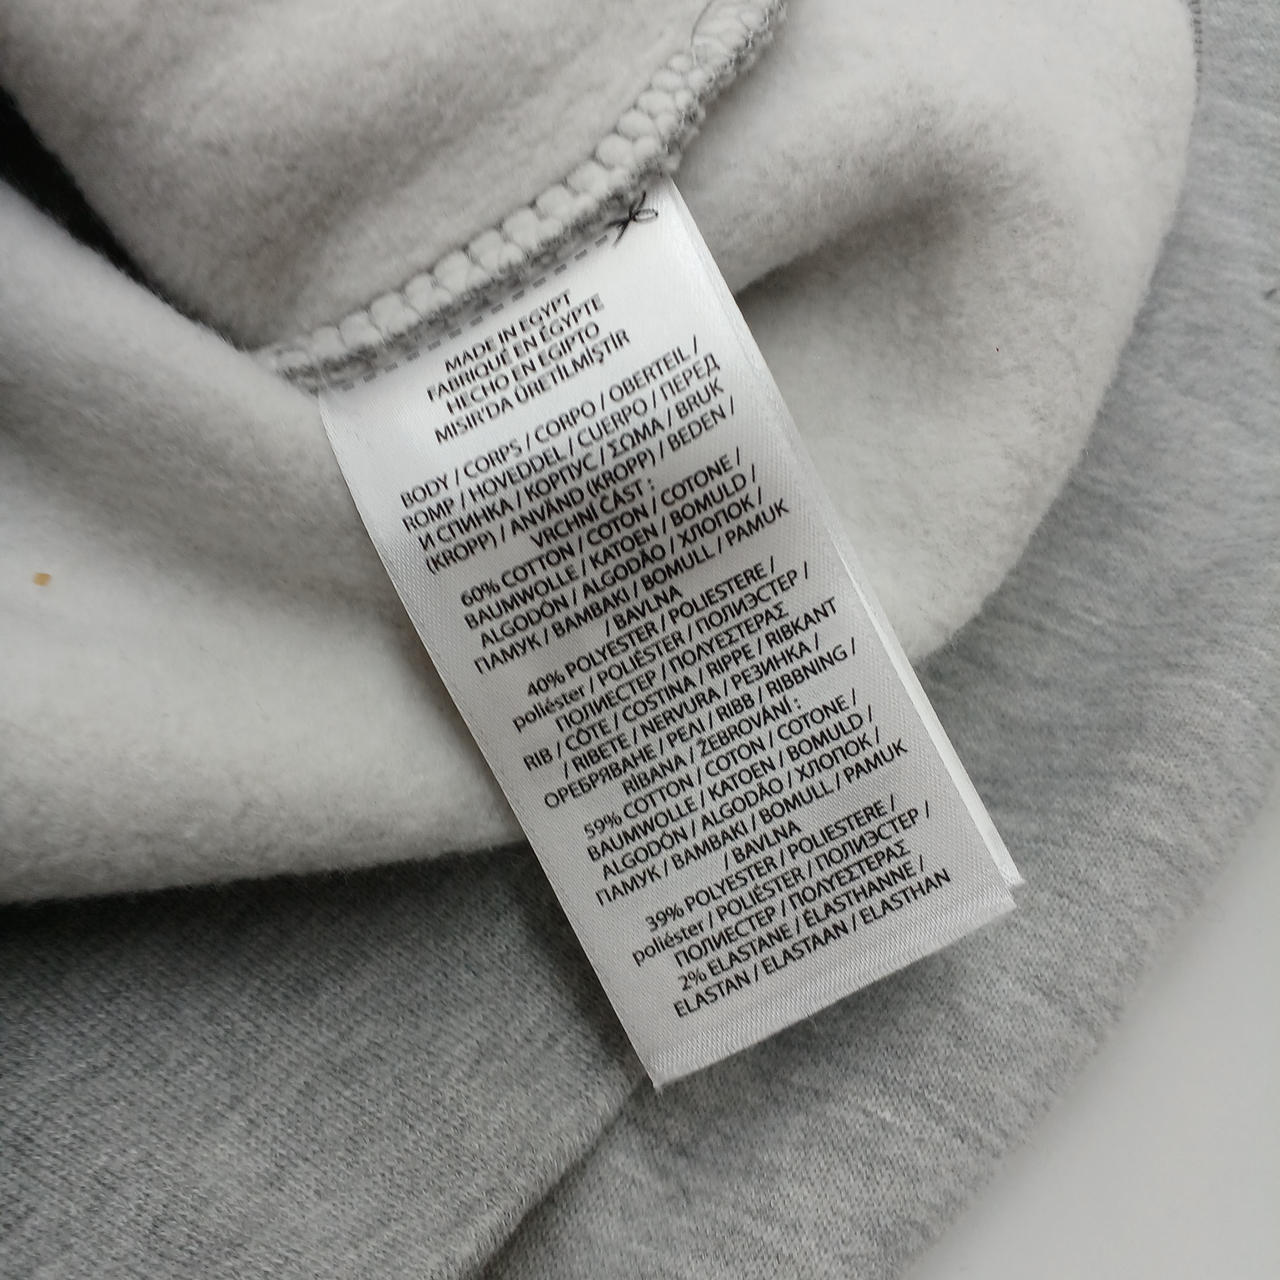 MADE IN EGYPT
FABRIQUÉ EN ÉGYPTE
HECHO EN EGIPTO
MISIR'DA ÜRETİLMİŞTİR
BODY / CORPS / CORPO / OBERTEIL /
ROMP / HOVEDDEL / CUERPO / ПЕРЕД
И СПИНКА / КОРПУС / ΣΩΜΑ / BRUK
(KROPP) / ANVÄND (KROPP) / BEDEN /
VRCHNÍ ČÁST :
60% COTTON / COTON / COTONE /
BAUMWOLLE / KATOEN / BOMULD /
ALGODÓN / ALGODÃO / ХЛОПОК /
ПАМУК / BAMBAKI / BOMULL / PAMUK
/ BAVLNA
40% POLYESTER / POLIESTERE /
poliéster / POLIÉSTER / ПОЛИЭСТЕР /
ПОЛИЕСТЕР / ΠΟΛΥΕΣΤΕΡΑΣ
RIB / CÔTE / COSTINA / RIPPE / RIBKANT
/ RIBETE / NERVURA / РЕЗИНКА /
ОРЕБРЯВАНЕ / ΡΕΛΙ / RIBB / RIBBNING /
RİBANA / ŽEBROVÁNÍ :
59% COTTON / COTON / COTONE /
BAUMWOLLE / KATOEN / BOMULD /
ALGODÓN / ALGODÃO / ХЛОПОК /
ПАМУК / BAMBAKI / BOMULL / PAMUK
/ BAVLNA
39% POLYESTER / POLIESTERE /
poliéster / POLIÉSTER / ПОЛИЭСТЕР /
ПОЛИЕСТЕР / ΠΟΛΥΕΣΤΕΡΑΣ
2% ELASTANE / ÉLASTHANNE /
ELASTAN / ELASTAAN / ELASTHAN